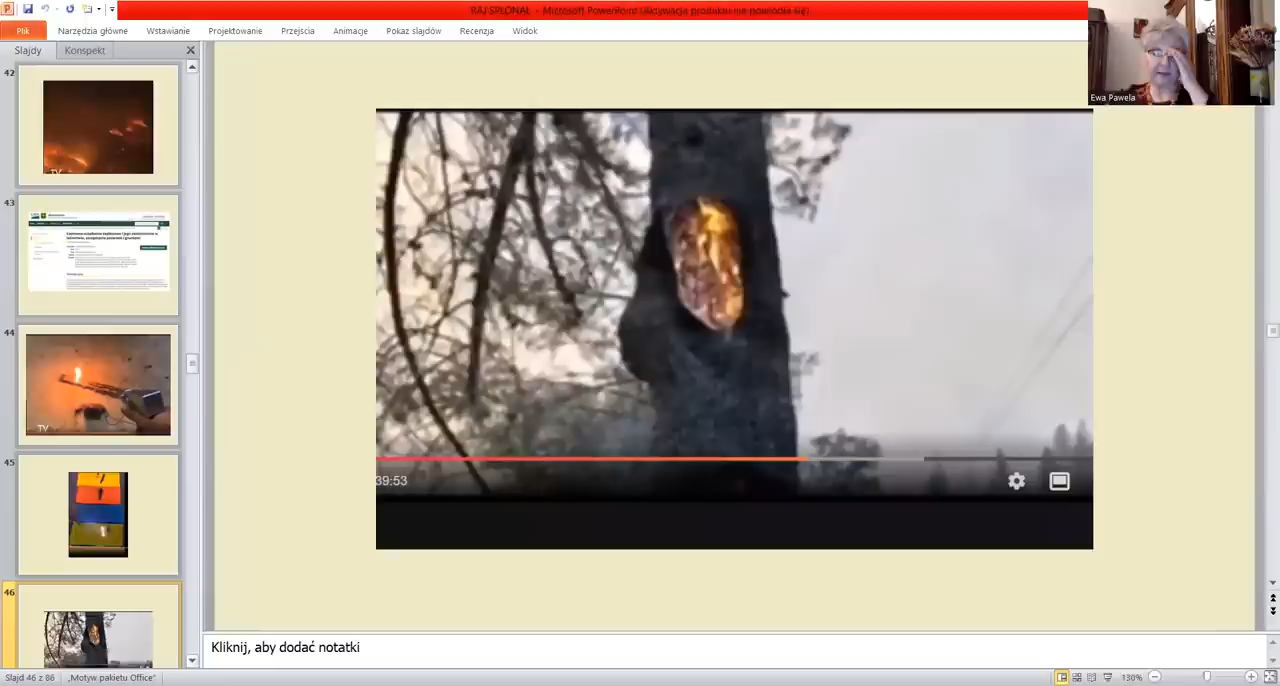 RAJ SPŁONĄŁ - Microsoft PowerPoint (Aktywacja produktu nie powiodła się)
Plik
Narzędzia główne
Wstawianie
Projektowanie
Przejścia
Animacje
Pokaz slajdów
Recenzja
Widok
Ewa Pawela
Slajdy
Konspekt
42
TV
43
44
TV
45
46
39:53
Kliknij, aby dodać notatki
Slajd 46 z 86
„Motyw pakietu Office”
130%